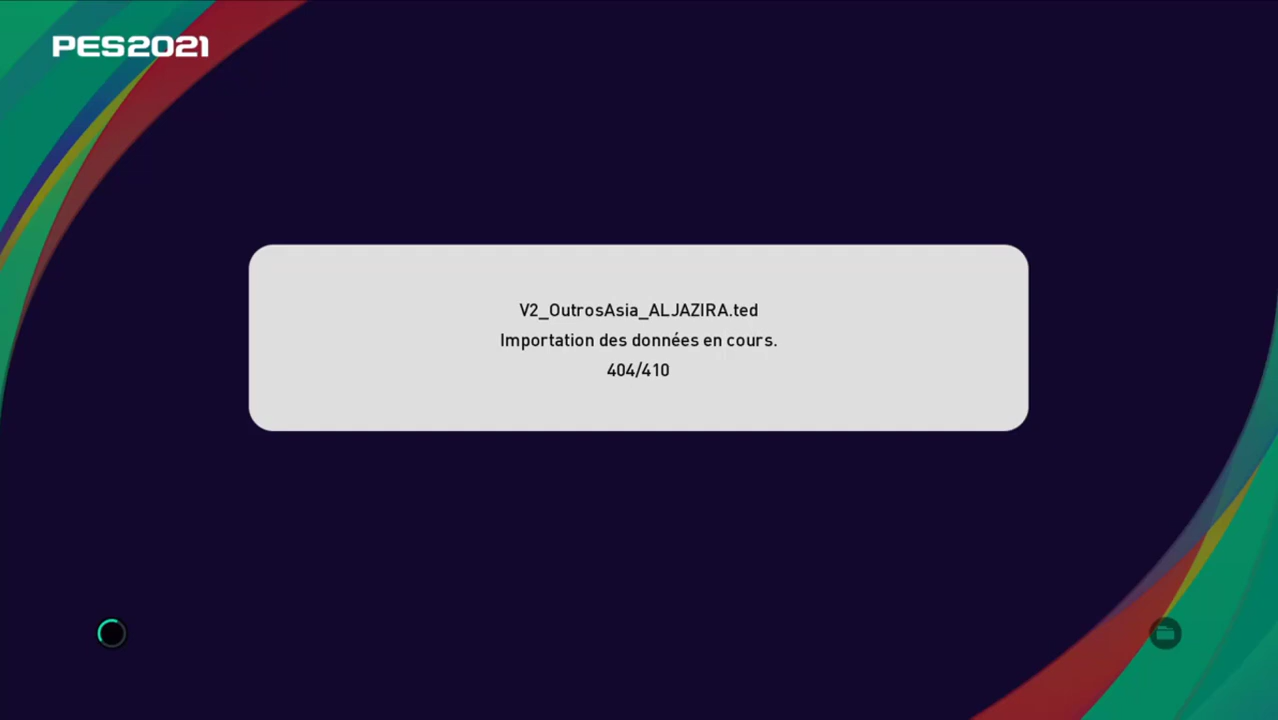 PES2021
V2_OutrosAsia_ALJAZIRA.ted
Importation des données en cours.
404/410